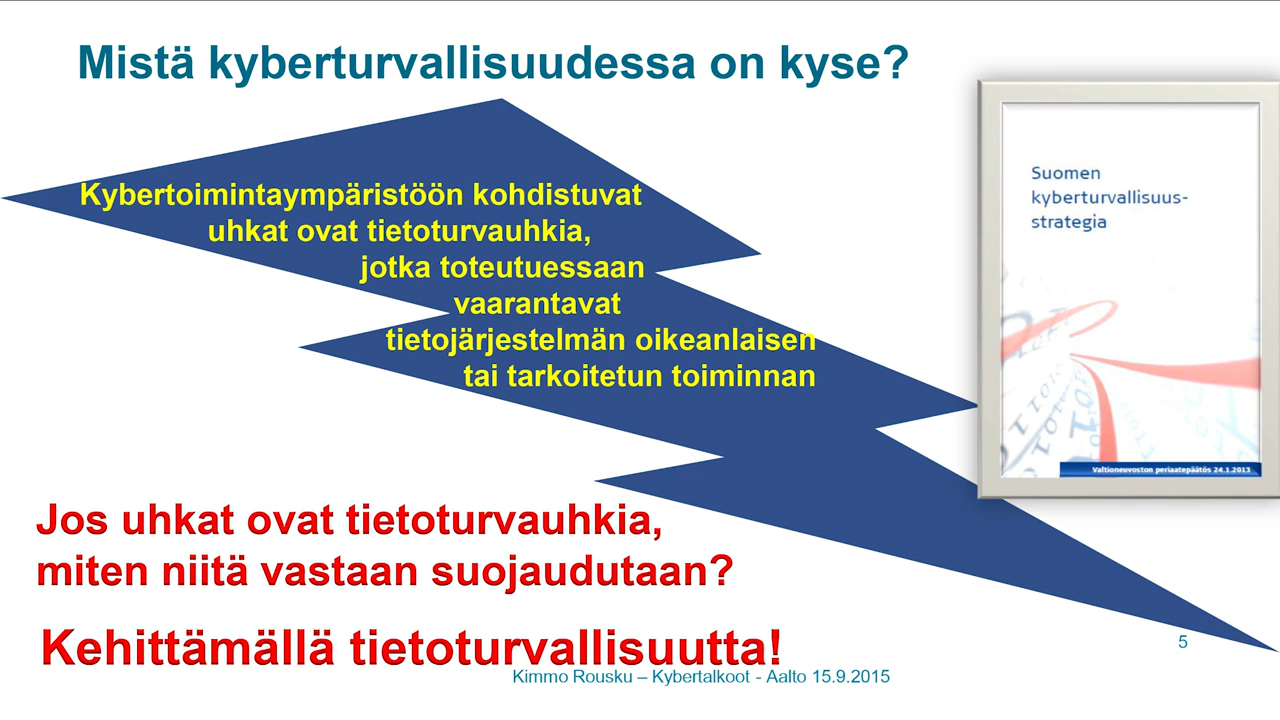 Mistä kyberturvallisuudessa on kyse?
Kybertoimintaympäristöön kohdistuvat
uhkat ovat tietoturvauhkia,
jotka toteutuessaan
vaarantavat
tietojärjestelmän oikeanlaisen
tai tarkoitetun toiminnan
Suomen
kyberturvallisuus-
strategia
Valtioneuvoston periaatepäätös 24.1.2013
Jos uhkat ovat tietoturvauhkia,
miten niitä vastaan suojaudutaan?
Kehittämällä tietoturvallisuutta!
5
Kimmo Rousku – Kybertalkoot - Aalto 15.9.2015